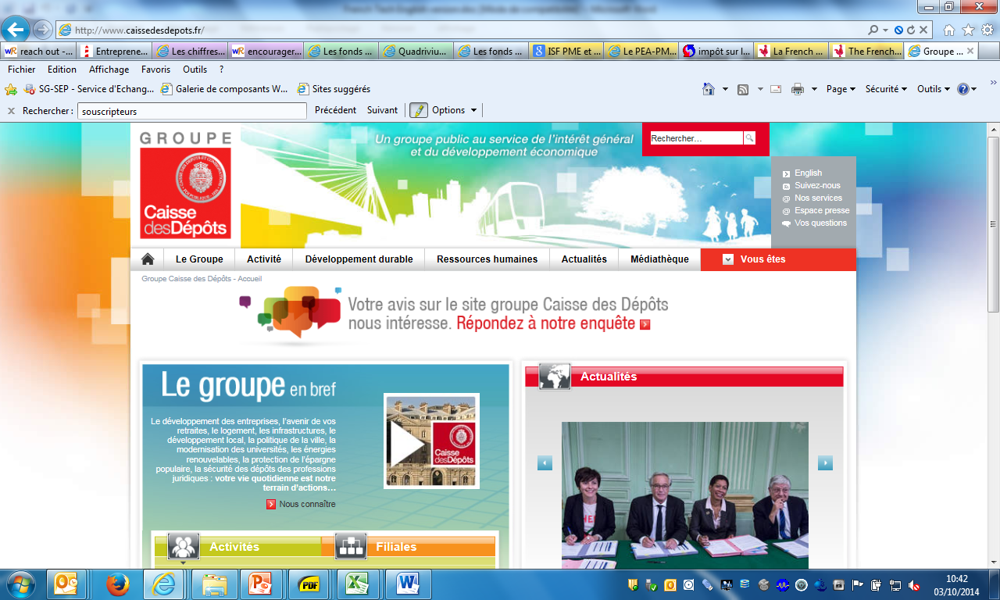 http://www.caissedesdepots.fr/
reach out -... Entreprene... Les chiffres... encourager... Les fonds ... Quadriviu... Les fonds ... ISF PME et ... Le PEA-PM... impôt sur l... La French ... The French... Groupe ...
Fichier Edition Affichage Favoris Outils ?
SG-SEP - Service d'Echang... Galerie de composants W... Sites suggérés Page Sécurité Outils
Rechercher : souscripteurs Précédent Suivant Options
GROUPE
Caisse
desDépôts
Un groupe public au service de l'intérêt général
et du développement économique
Rechercher...
English
Suivez-nous
Nos services
Espace presse
Vos questions
Le Groupe Activité Développement durable Ressources humaines Actualités Médiathèque Vous êtes
Groupe Caisse des Dépôts - Accueil
Votre avis sur le site groupe Caisse des Dépôts
nous intéresse. Répondez à notre enquête
Le groupe en bref
Le développement des entreprises, l'avenir de vos
retraites, le logement, les infrastructures, le
développement local, la politique de la ville, la
modernisation des universités, les énergies
renouvelables, la protection de l'épargne
populaire, la sécurité des dépôts des professions
juridiques : votre vie quotidienne est notre
terrain d'actions...
Nous connaître
Caisse
desDépôts
Activités Filiales
Actualités
PDF
10:42
03/10/2014